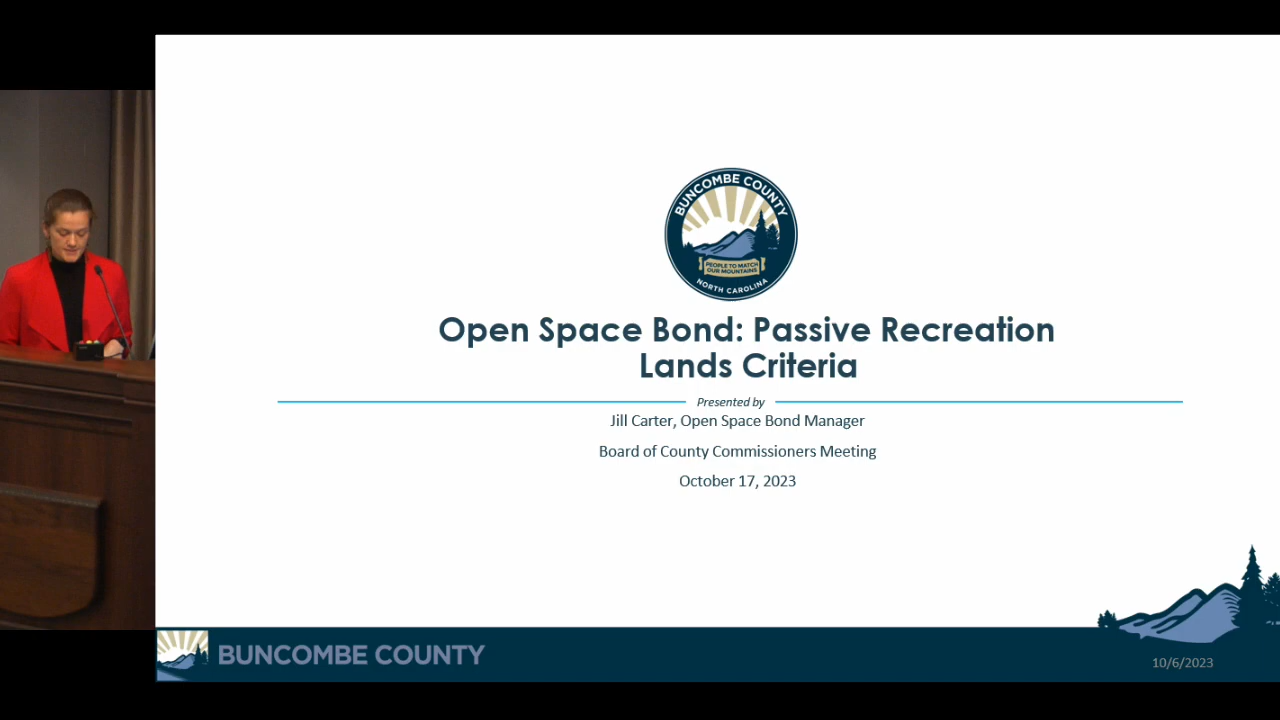 BUNCOMBE COUNTY
PEOPLE TO MATCH
OUR MOUNTAINS
NORTH CAROLINA
Open Space Bond: Passive Recreation
Lands Criteria
Presented by
Jill Carter, Open Space Bond Manager
Board of County Commissioners Meeting
October 17, 2023
BUNCOMBE COUNTY
10/6/2023